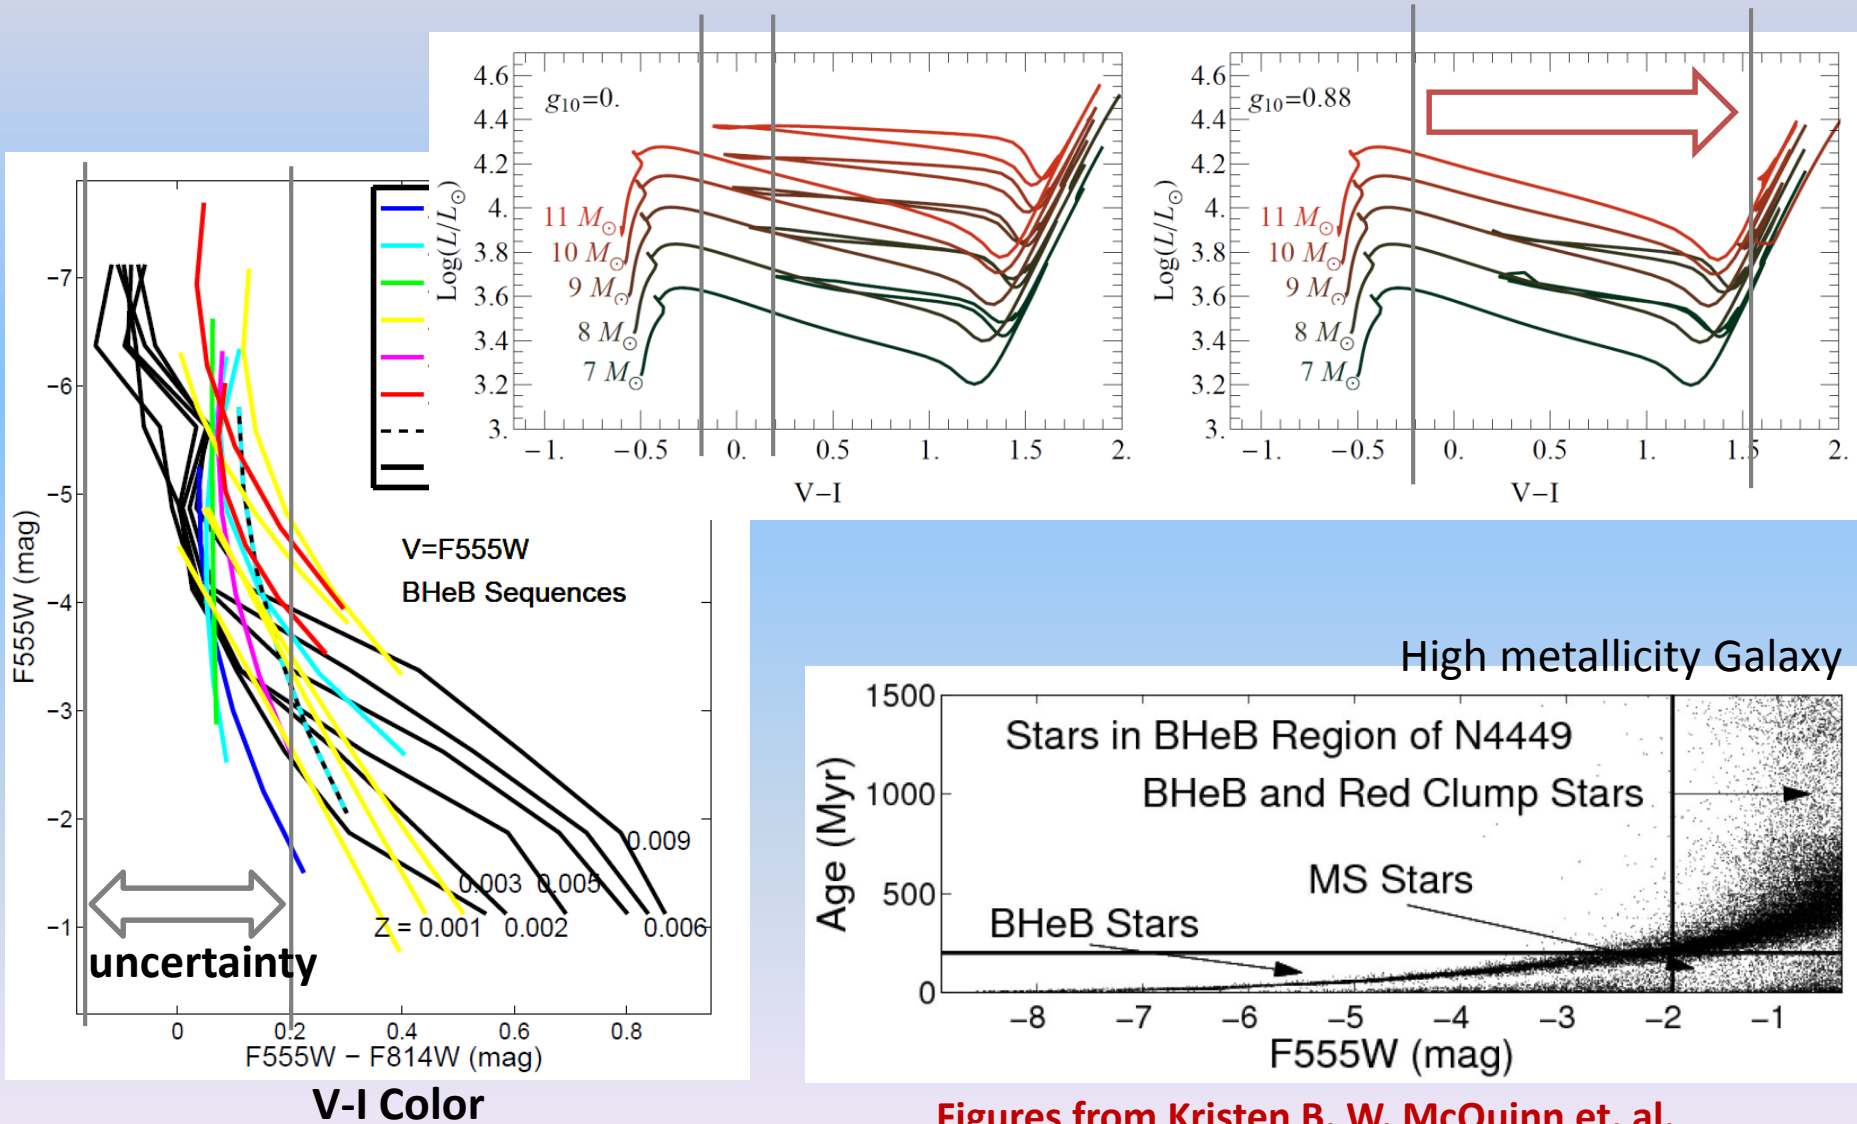 4.6
4.4
4.2
4.
3.8
3.6
3.4
3.2
3.
Log(L/L⊙)
g10=0.
11 M⊙
10 M⊙
9 M⊙
8 M⊙
7 M⊙
−1. −0.5 0. 0.5 1. 1.5 2.
V−I
4.6
4.4
4.2
4.
3.8
3.6
3.4
3.2
3.
Log(L/L⊙)
g10=0.88
11 M⊙
10 M⊙
9 M⊙
8 M⊙
7 M⊙
−1. −0.5 0. 0.5 1. 1.5 2.
V−I
−7
−6
−5
−4
−3
−2
−1
F555W (mag)
V=F555W
BHeB Sequences
0.009
0.003 0.005
Z = 0.001 0.002 0.006
uncertainty
0 0.2 0.4 0.6 0.8
F555W − F814W (mag)
V-I Color
High metallicity Galaxy
1500
1000
500
0
Age (Myr)
Stars in BHeB Region of N4449
BHeB and Red Clump Stars
MS Stars
BHeB Stars
−8 −7 −6 −5 −4 −3 −2 −1
F555W (mag)
Figures from Kristen B. W. McQuinn et. al.